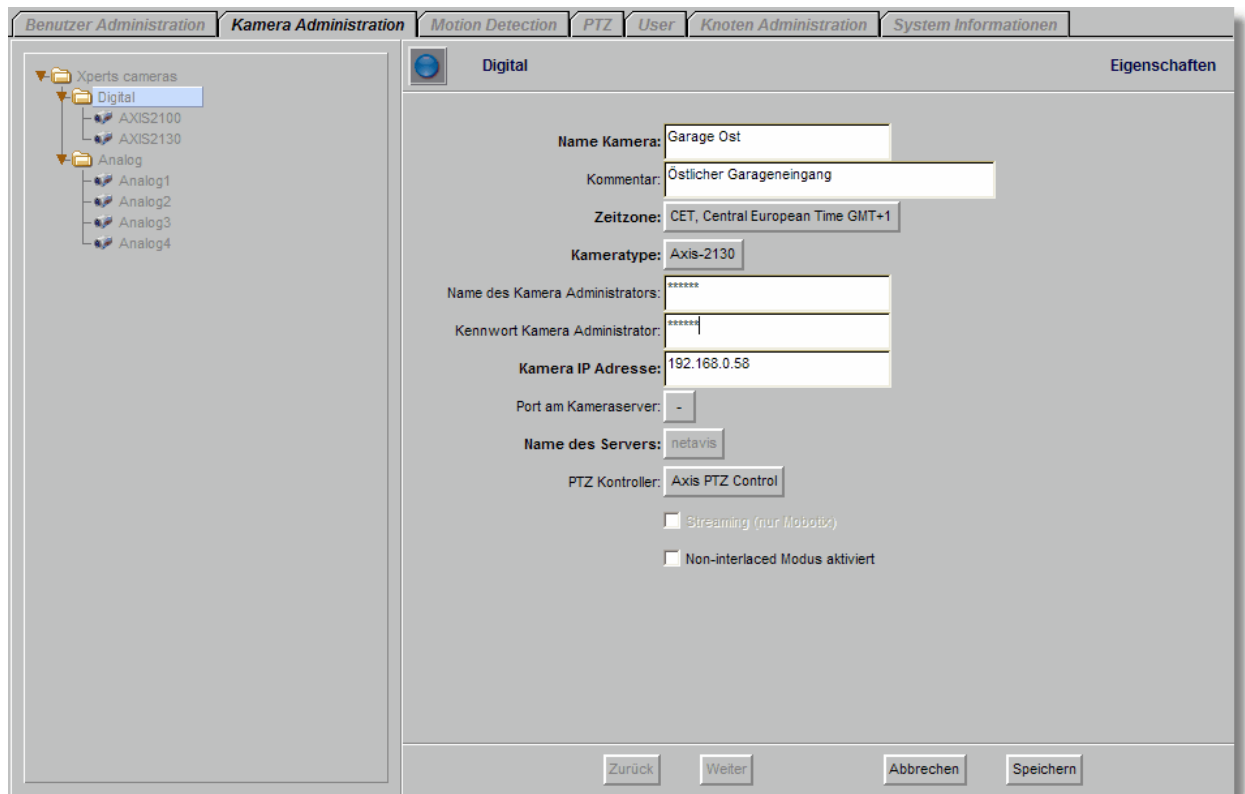 Benutzer Administration Kamera Administration Motion Detection PTZ User Knoten Administration System Informationen
Xperts cameras
Digital
AXIS2100
AXIS2130
Analog
Analog1
Analog2
Analog3
Analog4
Digital Eigenschaften
Name Kamera: Garage Ost
Kommentar: Östlicher Garageneingang
Zeitzone: CET, Central European Time GMT+1
Kameratype: Axis-2130
Name des Kamera Administrators: ******
Kennwort Kamera Administrator: ******
Kamera IP Adresse: 192.168.0.58
Port am Kameraserver: -
Name des Servers: netavis
PTZ Kontroller: Axis PTZ Control
Streaming (nur Mobotix)
Non-interlaced Modus aktiviert
Zurück Weiter Abbrechen Speichern